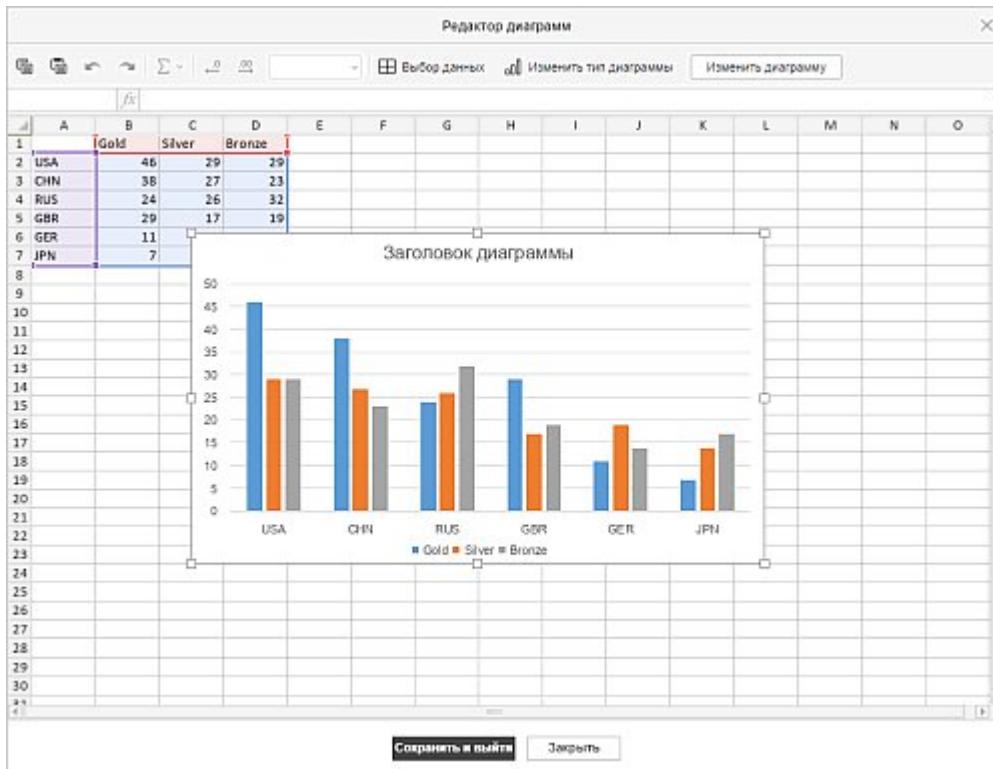 Редактор диаграмм
Выбор данных Изменить тип диаграммы Изменить диаграмму
fx
A B C D E F G H I J K L M N O
1 Gold Silver Bronze
2 USA 46 29 29
3 CHN 38 27 23
4 RUS 24 26 32
5 GBR 29 17 19
6 GER 11
7 JPN 7
8
9
10
11
12
13
14
15
16
17
18
19
20
21
22
23
24
25
26
27
28
29
30
Заголовок диаграммы
50
45
40
35
30
25
20
15
10
5
0
USA CHN RUS GBR GER JPN
Gold Silver Bronze
Сохранить и выйти Закрыть